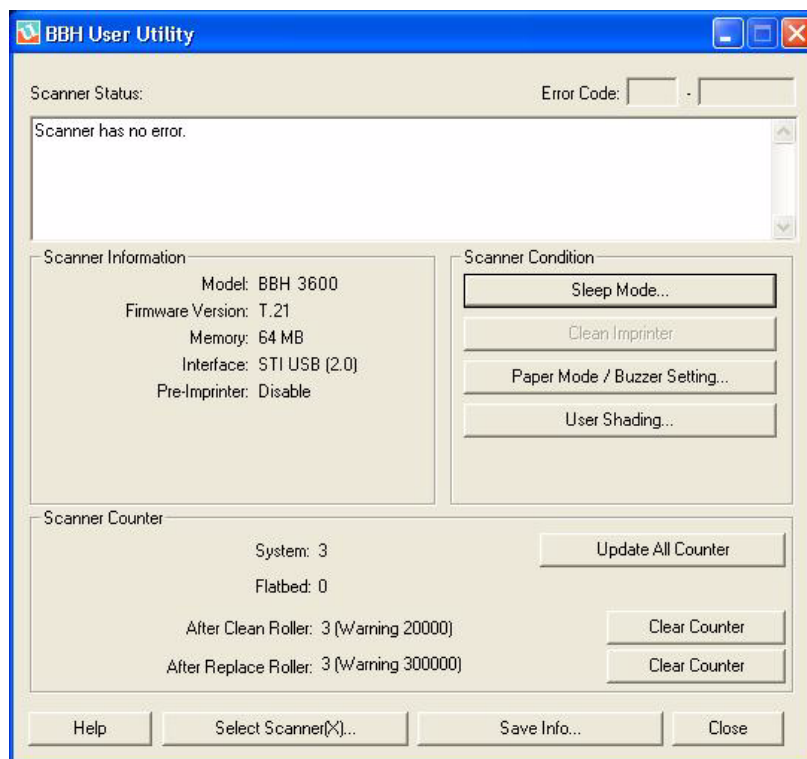 BBH User Utility
Scanner Status:
Error Code: -
Scanner has no error.
Scanner Information
Model: BBH 3600
Firmware Version: T.21
Memory: 64 MB
Interface: STI USB (2.0)
Pre-Imprinter: Disable
Scanner Condition
Sleep Mode...
Clean Imprinter
Paper Mode / Buzzer Setting...
User Shading...
Scanner Counter
System: 3
Update All Counter
Flatbed: 0
After Clean Roller: 3 (Warning 20000)
Clear Counter
After Replace Roller: 3 (Warning 300000)
Clear Counter
Help
Select Scanner(X)...
Save Info...
Close